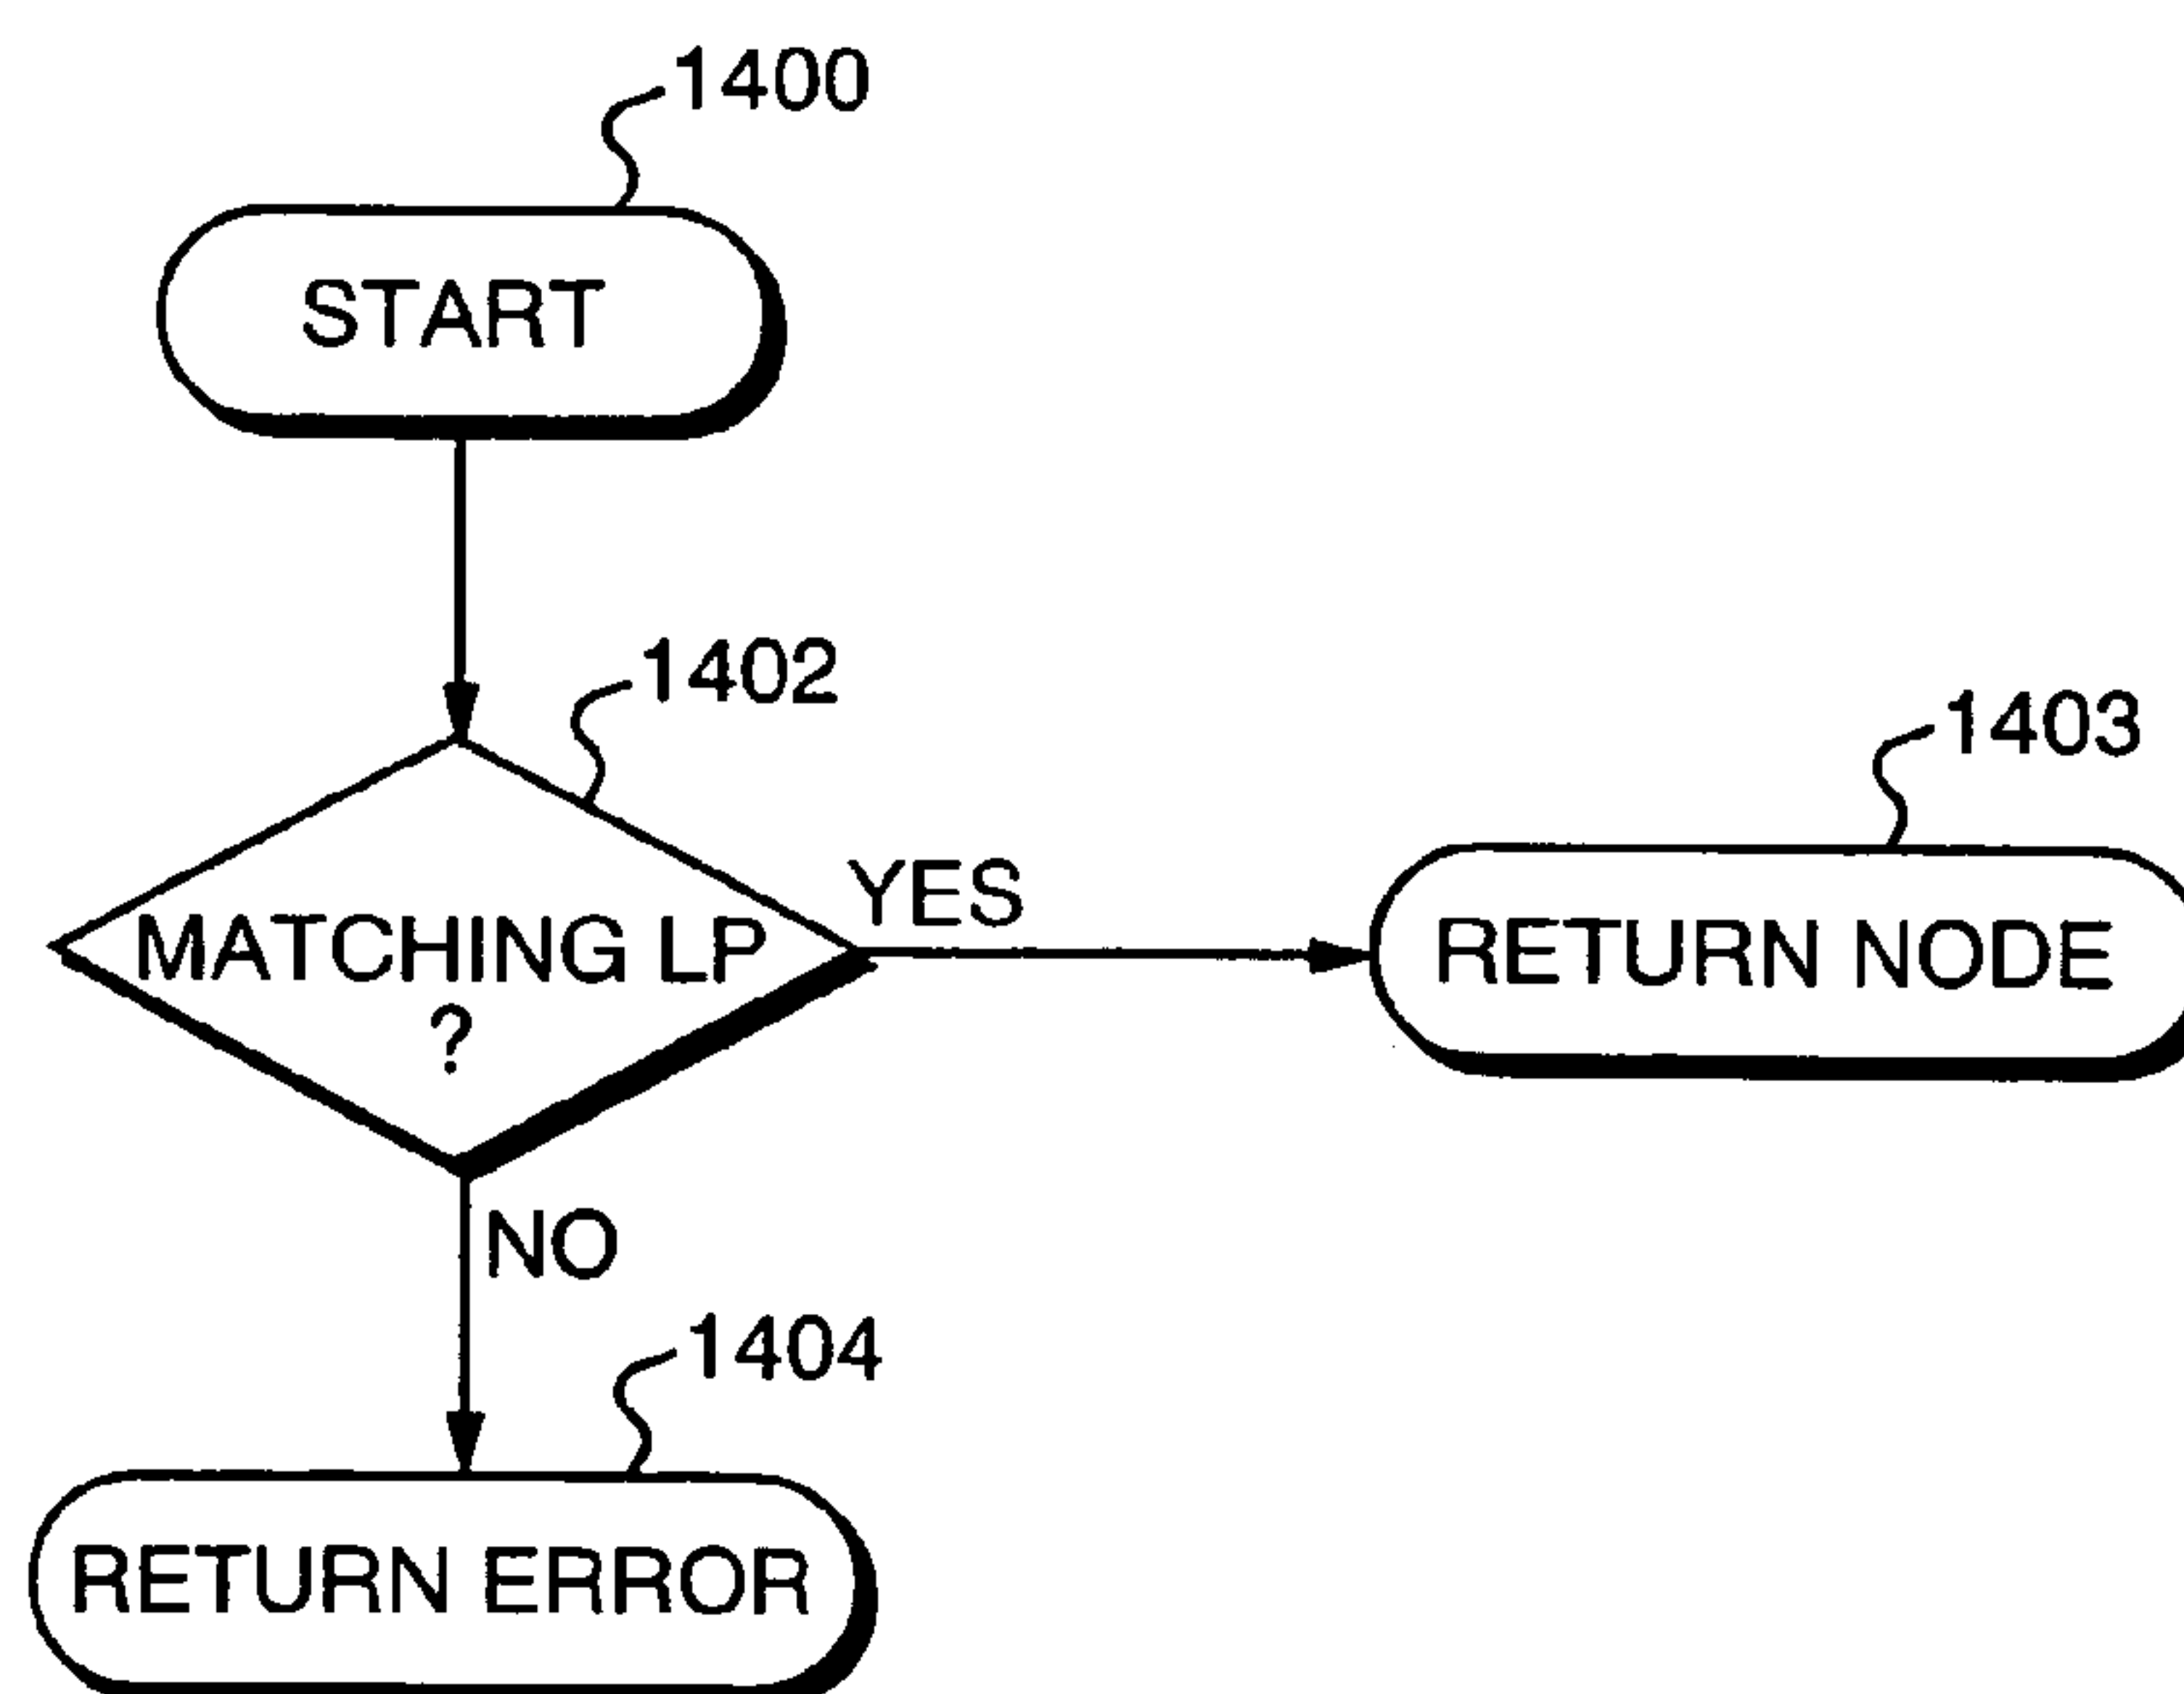 1400
START
1402
1403
YES
MATCHING LP
?
RETURN NODE
NO
1404
RETURN ERROR